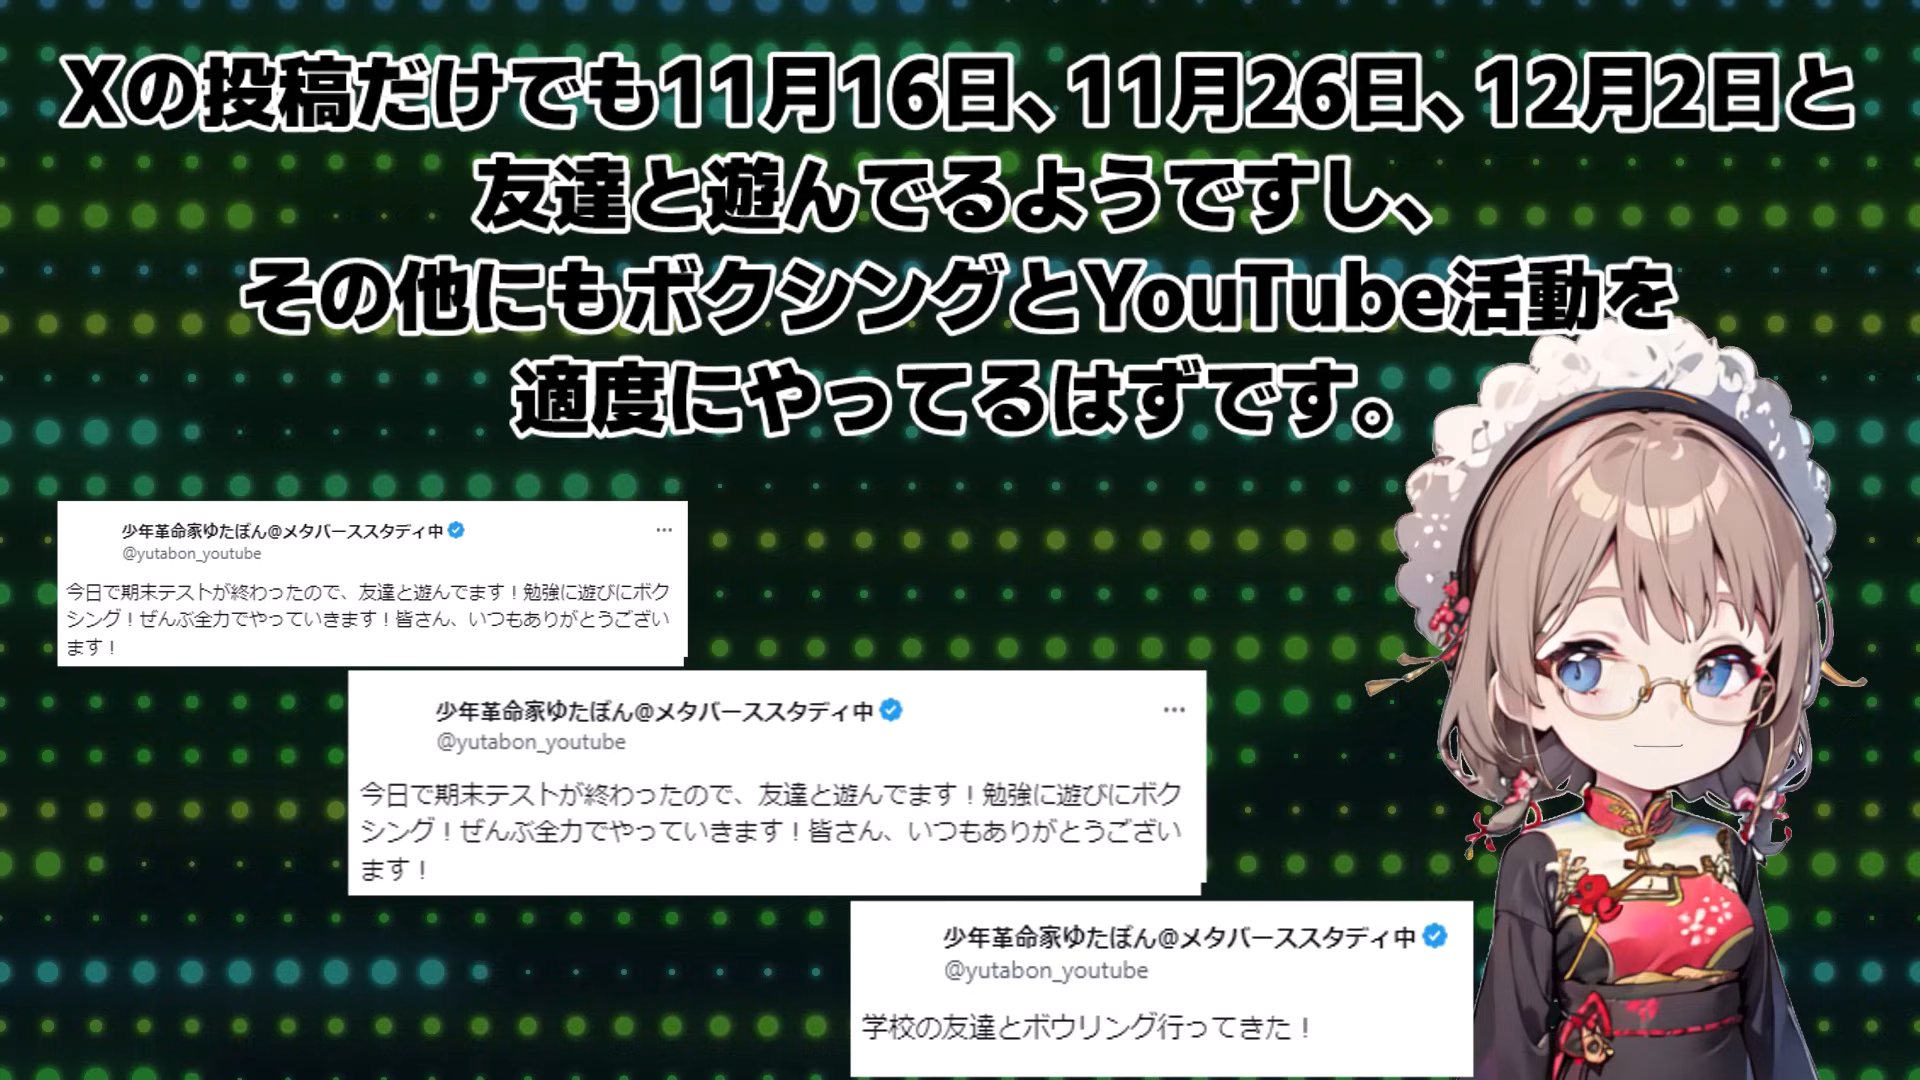 Xの投稿だけでも11月16日、11月26日、12月2日と
友達と遊んでるようですし、
その他にもボクシングとYouTube活動を
適度にやってるはずです。
少年革命家ゆたぼん@メタバーススタディ中
@yutabon_youtube
今日で期末テストが終わったので、友達と遊んでます！勉強に遊びにボク
シング！ぜんぶ全力でやっていきます！皆さん、いつもありがとうござい
ます！
少年革命家ゆたぼん@メタバーススタディ中
@yutabon_youtube
今日で期末テストが終わったので、友達と遊んでます！勉強に遊びにボク
シング！ぜんぶ全力でやっていきます！皆さん、いつもありがとうござい
ます！
少年革命家ゆたぼん@メタバーススタディ中
@yutabon_youtube
学校の友達とボウリング行ってきた！